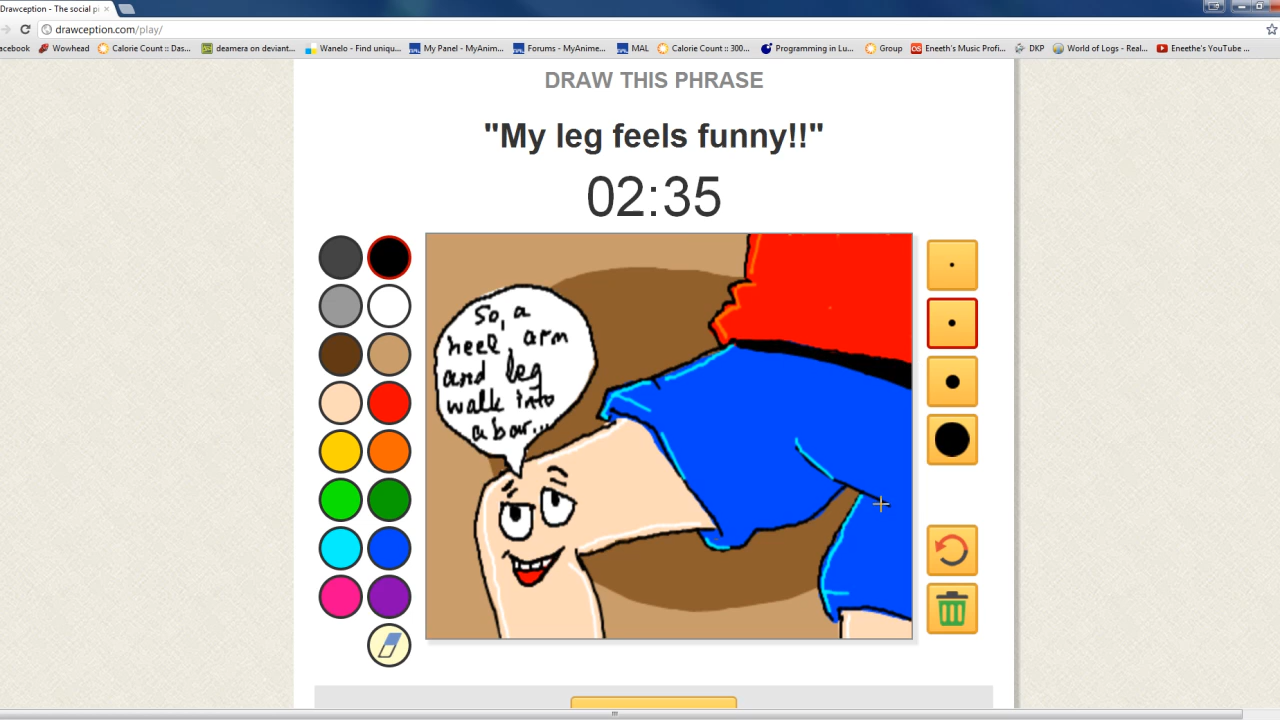 Drawception - The social p
drawception.com/play/
acebook
Wowhead
Calorie Count :: Das...
deamera on deviant...
Wanelo - Find uniqu...
My Panel - MyAnim...
Forums - MyAnime...
MAL
Calorie Count :: 300...
Programming in Lu...
Group
Eneeth's Music Profi...
DKP
World of Logs - Real...
Eneethe's YouTube ...
DRAW THIS PHRASE
"My leg feels funny!!"
02:35
So, a
heel, arm
and leg
walk into
a bar...